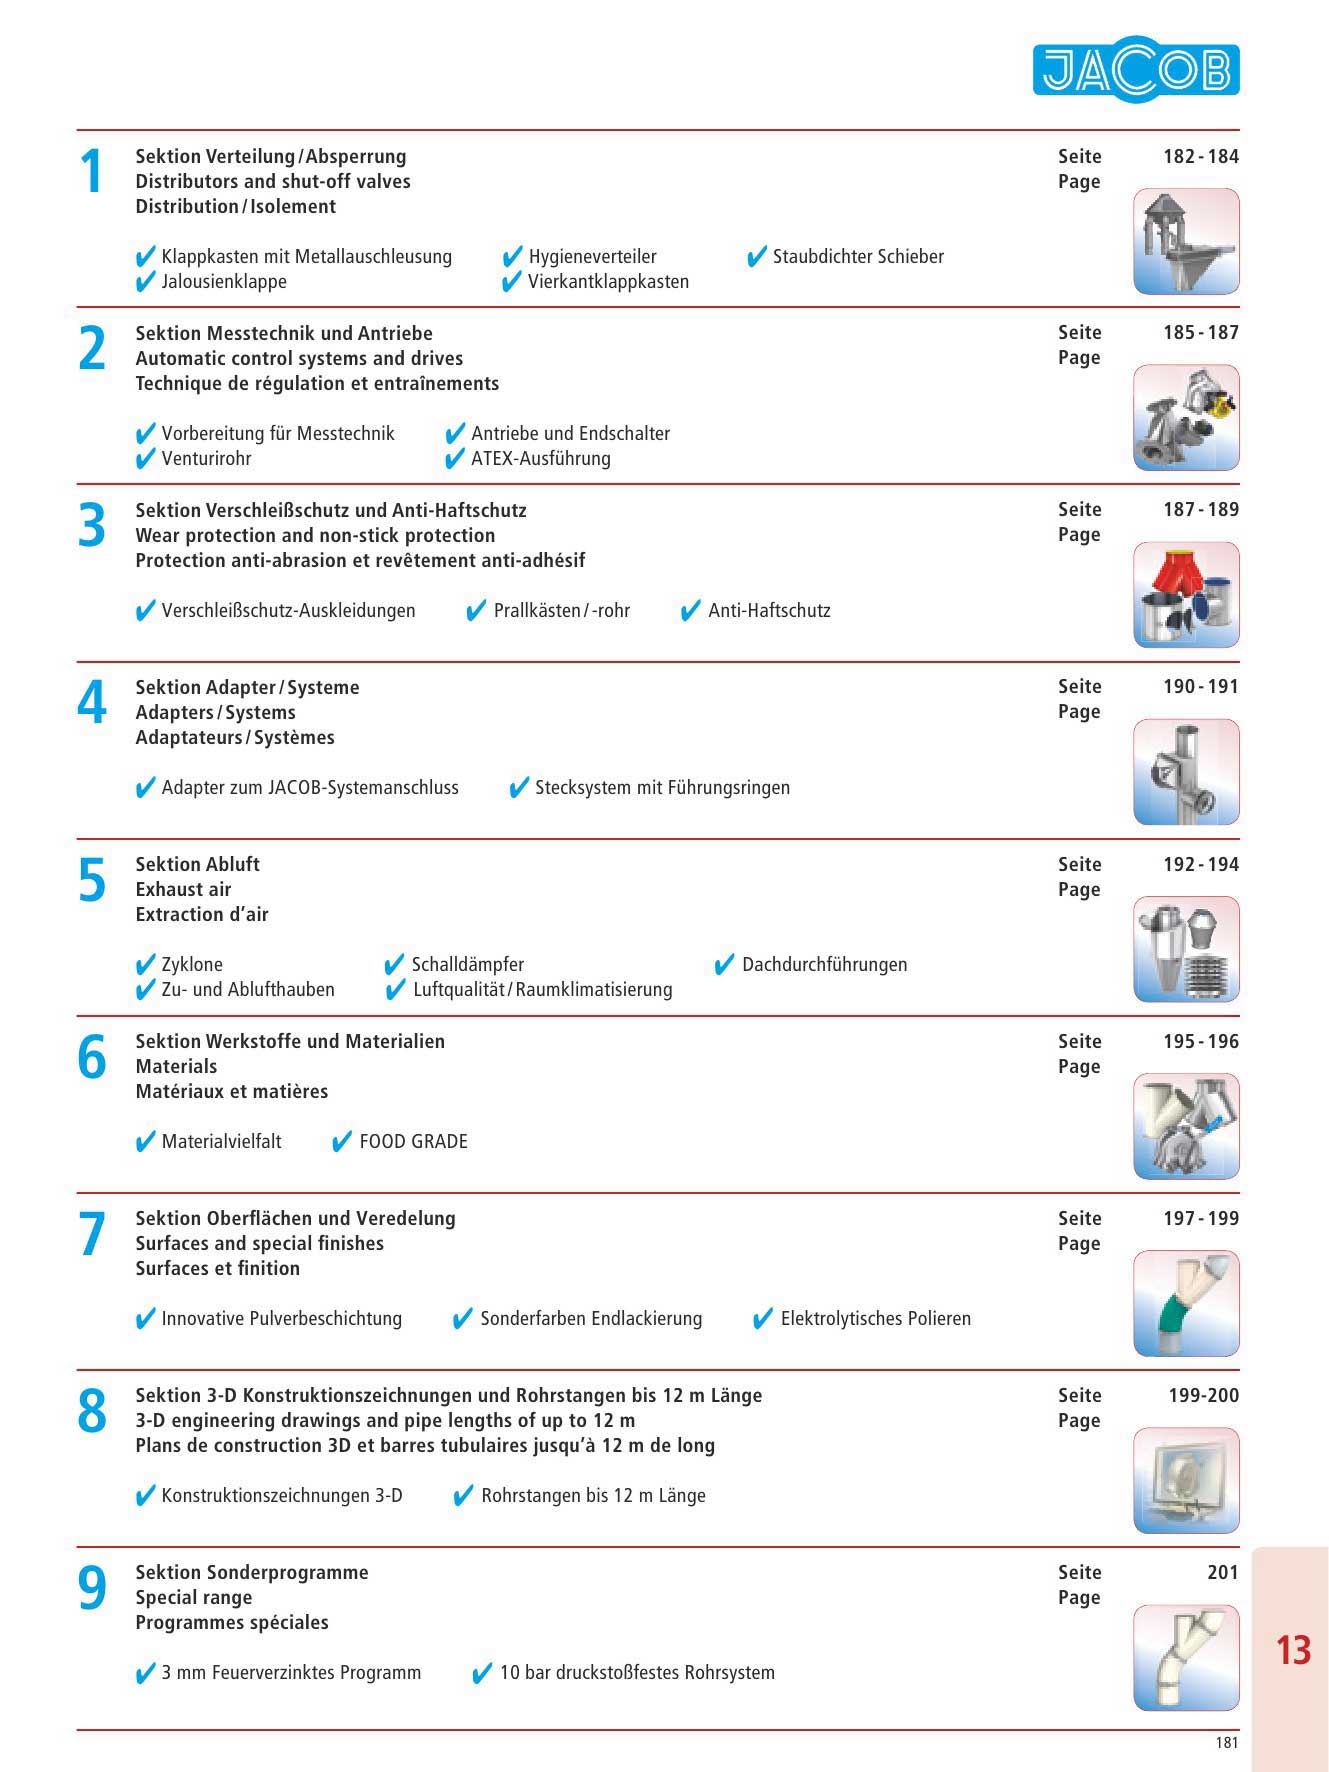 JACOB
1 Sektion Verteilung/Absperrung Seite 182-184
Distributors and shut-off valves Page
Distribution/Isolement
✔ Klappkasten mit Metallauschleusung ✔ Hygieneverteiler ✔ Staubdichter Schieber
✔ Jalousienklappe ✔ Vierkantklappkasten
2 Sektion Messtechnik und Antriebe Seite 185-187
Automatic control systems and drives Page
Technique de régulation et entraînements
✔ Vorbereitung für Messtechnik ✔ Antriebe und Endschalter
✔ Venturirohr ✔ ATEX-Ausführung
3 Sektion Verschleißschutz und Anti-Haftschutz Seite 187-189
Wear protection and non-stick protection Page
Protection anti-abrasion et revêtement anti-adhésif
✔ Verschleißschutz-Auskleidungen ✔ Prallkästen/-rohr ✔ Anti-Haftschutz
4 Sektion Adapter/Systeme Seite 190-191
Adapters/Systems Page
Adaptateurs/Systèmes
✔ Adapter zum JACOB-Systemanschluss ✔ Stecksystem mit Führungsringen
5 Sektion Abluft Seite 192-194
Exhaust air Page
Extraction d’air
✔ Zyklone ✔ Schalldämpfer ✔ Dachdurchführungen
✔ Zu- und Ablufthauben ✔ Luftqualität/Raumklimatisierung
6 Sektion Werkstoffe und Materialien Seite 195-196
Materials Page
Matériaux et matières
✔ Materialvielfalt ✔ FOOD GRADE
7 Sektion Oberflächen und Veredelung Seite 197-199
Surfaces and special finishes Page
Surfaces et finition
✔ Innovative Pulverbeschichtung ✔ Sonderfarben Endlackierung ✔ Elektrolytisches Polieren
8 Sektion 3-D Konstruktionszeichnungen und Rohrstangen bis 12 m Länge Seite 199-200
3-D engineering drawings and pipe lengths of up to 12 m Page
Plans de construction 3D et barres tubulaires jusqu’à 12 m de long
✔ Konstruktionszeichnungen 3-D ✔ Rohrstangen bis 12 m Länge
9 Sektion Sonderprogramme Seite 201
Special range Page
Programmes spéciales
✔ 3 mm Feuerverzinktes Programm ✔ 10 bar druckstoßfestes Rohrsystem
13
181